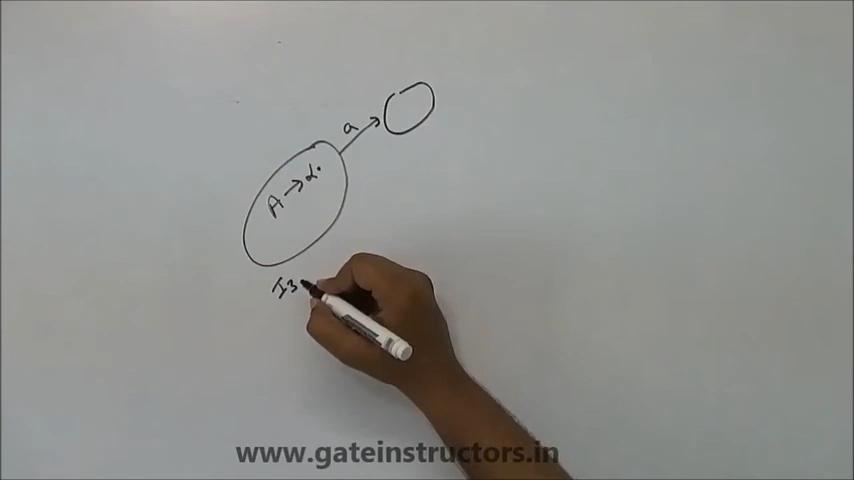 a
A → α.
I3
www.gateinstructors.in